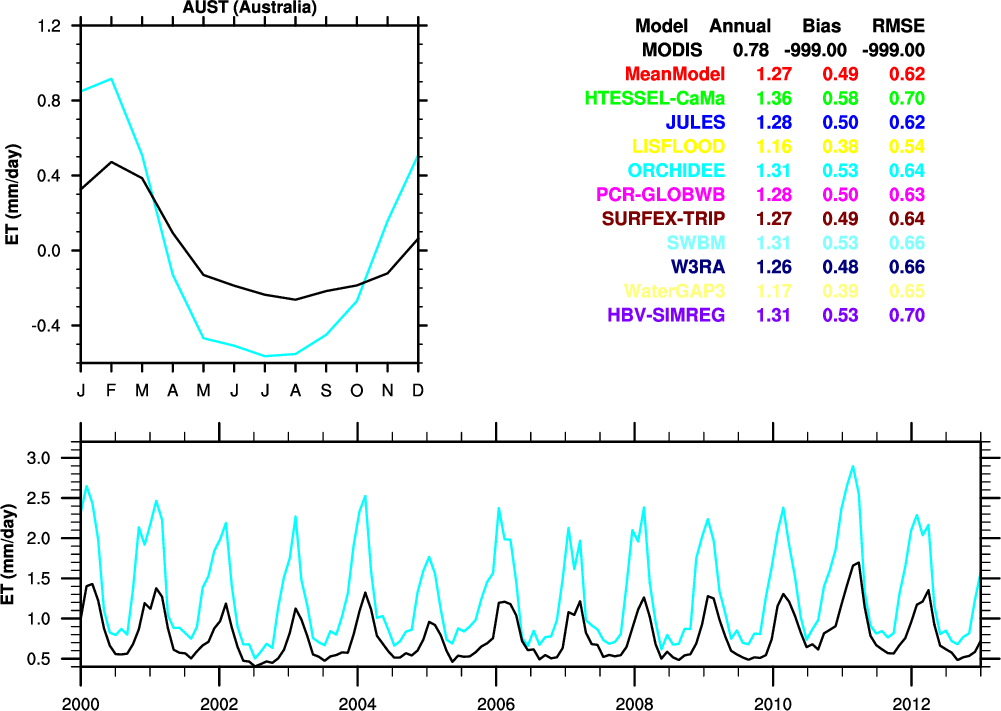 AUST (Australia)
1.2
0.8
0.4
0.0
-0.4
ET (mm/day)
J F M A M J J A S O N D
Model Annual Bias RMSE
MODIS 0.78 -999.00 -999.00
MeanModel 1.27 0.49 0.62
HTESSEL-CaMa 1.36 0.58 0.70
JULES 1.28 0.50 0.62
LISFLOOD 1.16 0.38 0.54
ORCHIDEE 1.31 0.53 0.64
PCR-GLOBWB 1.28 0.50 0.63
SURFEX-TRIP 1.27 0.49 0.64
SWBM 1.31 0.53 0.66
W3RA 1.26 0.48 0.66
WaterGAP3 1.17 0.39 0.65
HBV-SIMREG 1.31 0.53 0.70
3.0
2.5
2.0
1.5
1.0
0.5
ET (mm/day)
2000 2002 2004 2006 2008 2010 2012